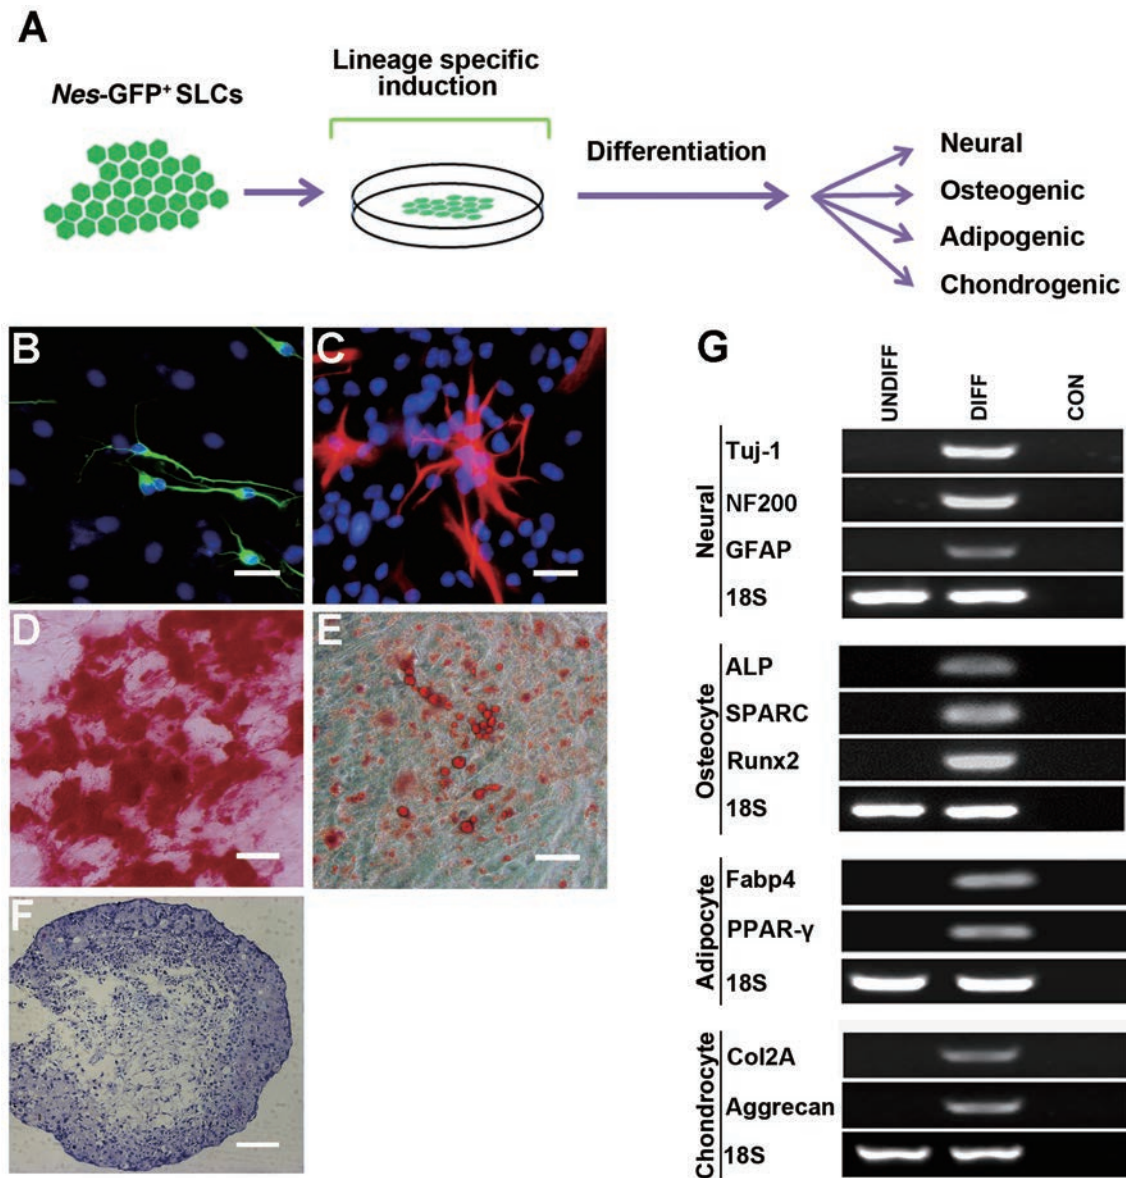 A
Nes-GFP+ SLCs
Lineage specific
induction
Differentiation
Neural
Osteogenic
Adipogenic
Chondrogenic
B
C
D
E
F
G
UNDIFF
DIFF
CON
Neural
Tuj-1
NF200
GFAP
18S
Osteocyte
ALP
SPARC
Runx2
18S
Adipocyte
Fabp4
PPAR-γ
18S
Chondrocyte
Col2A
Aggrecan
18S